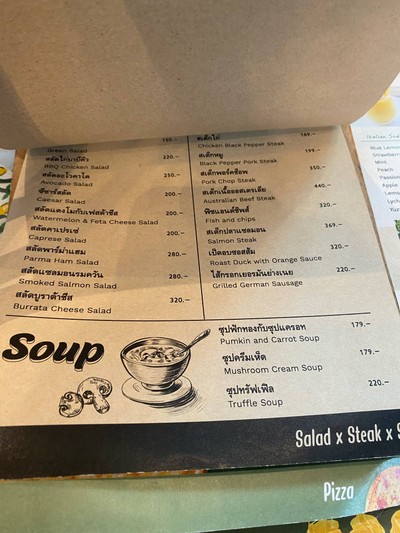 Green Salad
สลัดไก่บาบีคิว 220.-
BBQ Chicken Salad
สลัดอะโวคาโด 250.-
Avocado Salad
ซีซาร์สลัด 200.-
Caesar Salad
สลัดแตงโมกับเฟต้าชีส 200.-
Watermelon & Feta Cheese Salad
สลัดคาเปรเซ่ 200.-
Caprese Salad
สลัดพาร์ม่าแฮม 280.-
Parma Ham Salad
สลัดแซลมอนรมควัน 280.-
Smoked Salmon Salad
สลัดบูราต้าชีส 320.-
Burrata Cheese Salad
สเต็กไก่ 169.-
Chicken Black Pepper Steak
สเต็กหมู 199.-
Black Pepper Pork Steak
สเต็กพอร์คช็อพ 350.-
Pork Chop Steak
สเต็กเนื้อออสเตรเลีย 440.-
Australian Beef Steak
ฟิชแอนด์ชิพส์ 200.-
Fish and chips
สเต็กปลาแซลมอน 369.-
Salmon Steak
เป็ดอบซอสส้ม 320.-
Roast Duck with Orange Sauce
ไส้กรอกเยอรมันย่างเนย 220.-
Grilled German Sausage
Soup
ซุปฟักทองกับซุปแครอท 179.-
Pumkin and Carrot Soup
ซุปครีมเห็ด 179.-
Mushroom Cream Soup
ซุปทรัฟเฟิล 220.-
Truffle Soup
Salad x Steak x S
Pizza
Italian
Blue
Mint
Peach
Passion
Apple